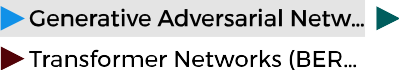 Generative Adversarial Netw...
Transformer Networks (BER...